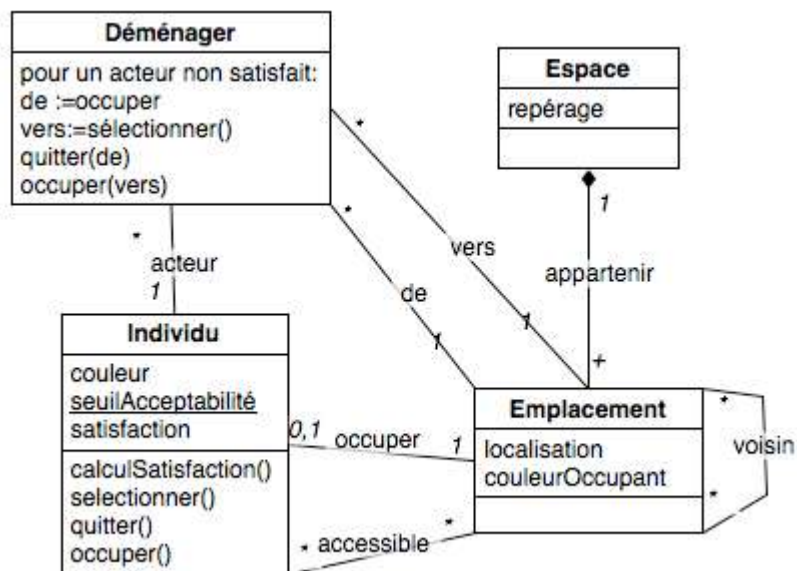 Déménager
pour un acteur non satisfait:
de :=occuper
vers:=sélectionner()
quitter(de)
occuper(vers)
Espace
repérage
*
*
1
vers
appartenir
*
acteur
1
de
1
1
+
Individu
couleur
seuilAcceptabilité
satisfaction
calculSatisfaction()
selectionner()
quitter()
occuper()
0,1
occuper
1
Emplacement
localisation
couleurOccupant
*
voisin
*
*
accessible
*